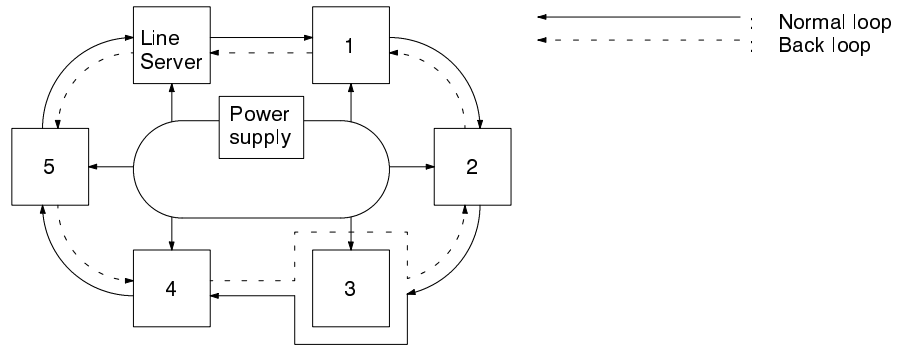 Line
Server
1
: Normal loop
: Back loop
Power
supply
5
2
4
3